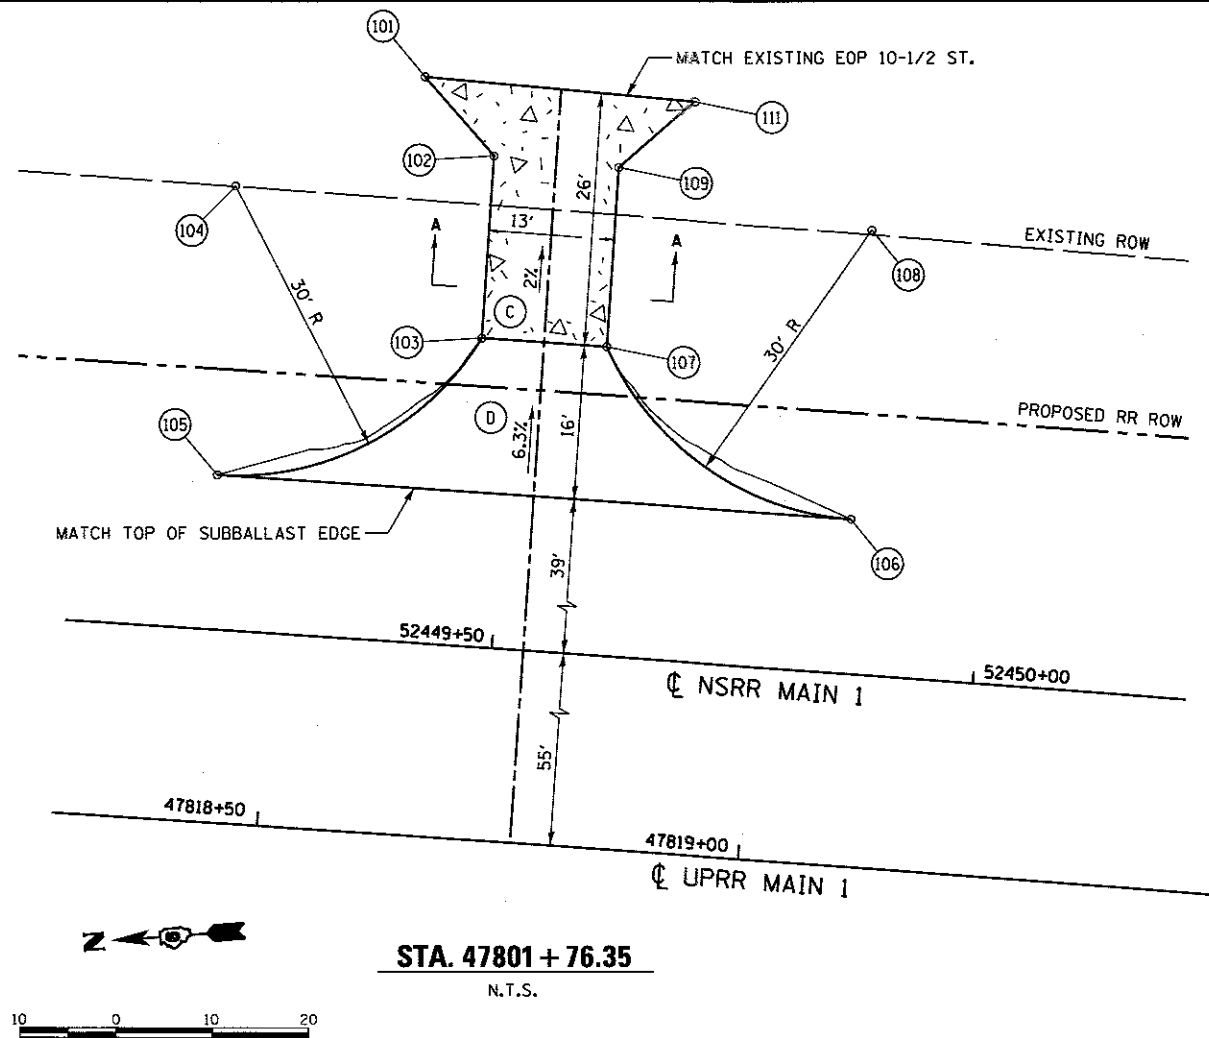 101
MATCH EXISTING EOP 10-1/2 ST.
111
102
109
26'
104
13'
A
A
EXISTING ROW
108
2%
30' R
30' R
C
103
107
PROPOSED RR ROW
D
105
6.3%
16'
MATCH TOP OF SUBBALLAST EDGE
106
39'
52449+50
52450+00
℄ NSRR MAIN 1
55'
47818+50
47819+00
℄ UPRR MAIN 1
N
STA. 47801 + 76.35
N.T.S.
10 0 10 20